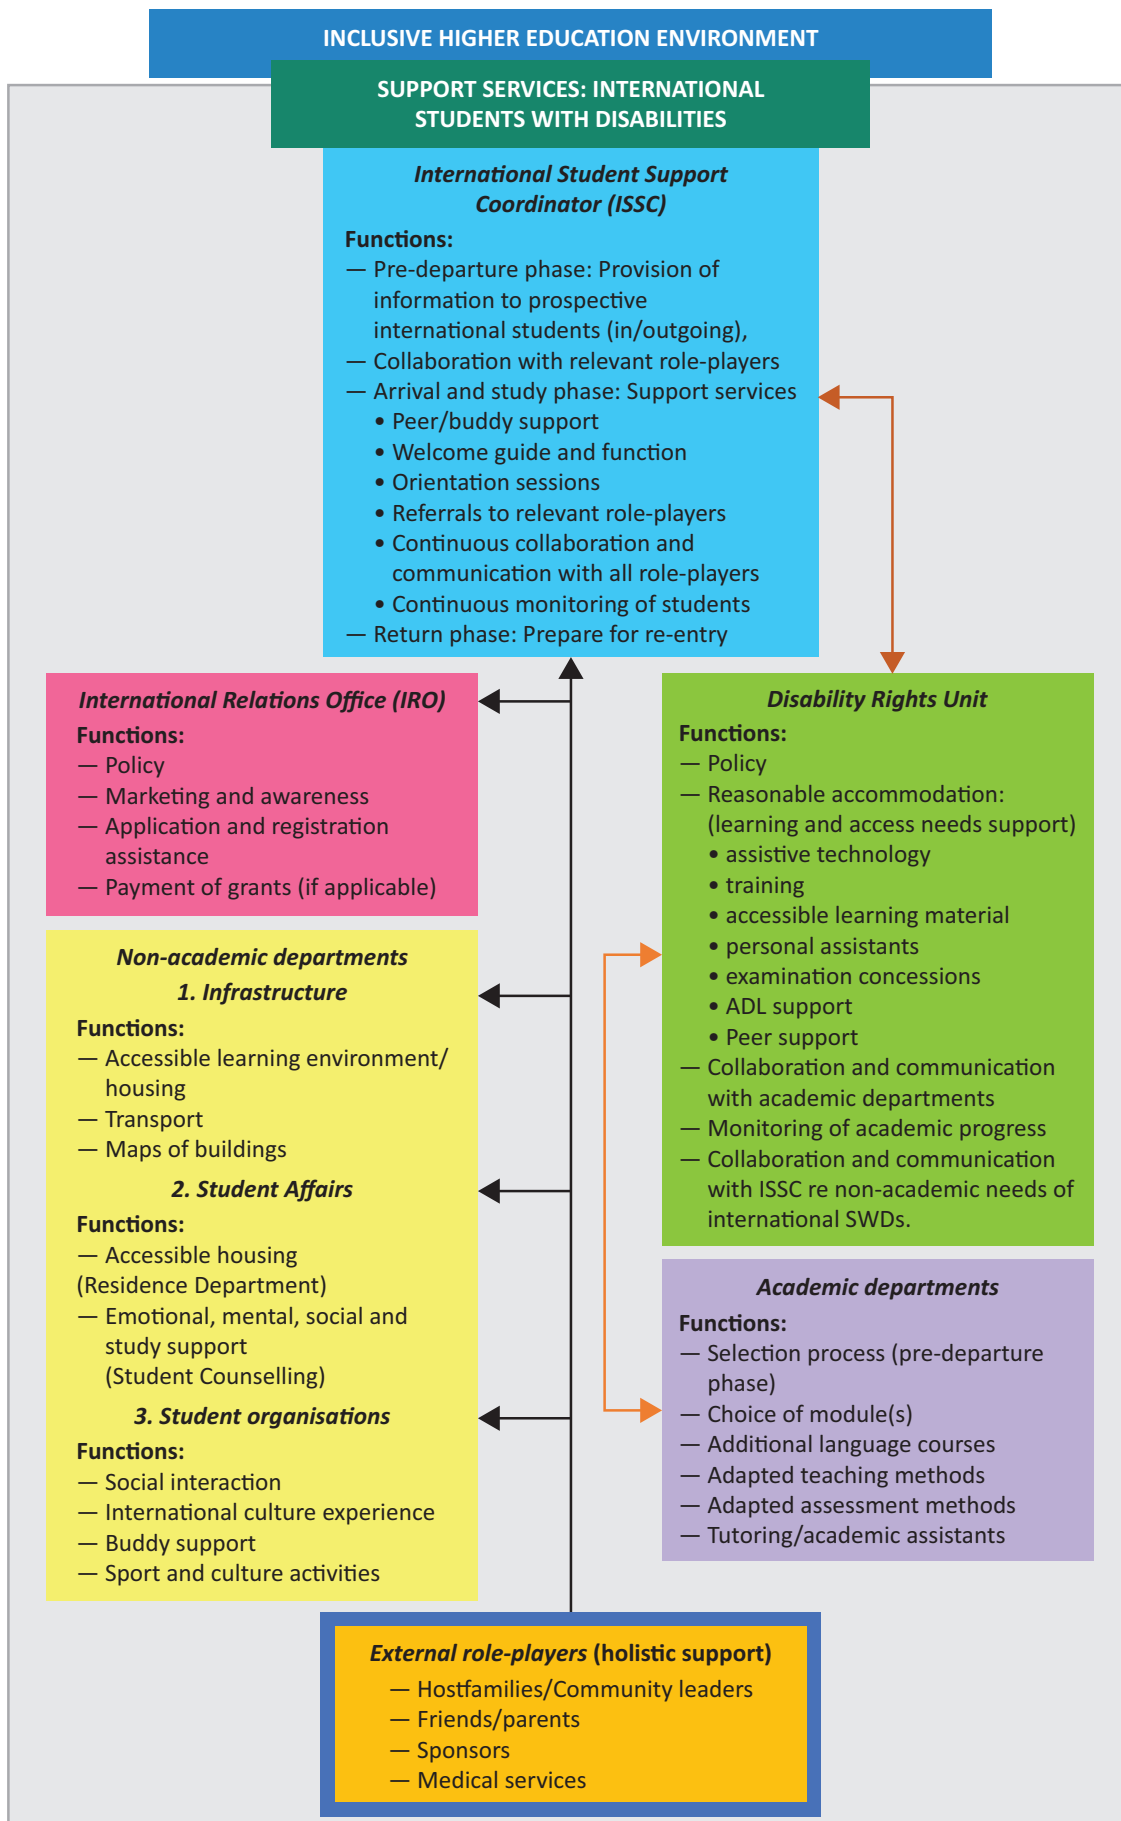 INCLUSIVE HIGHER EDUCATION ENVIRONMENT
SUPPORT SERVICES: INTERNATIONAL
STUDENTS WITH DISABILITIES
International Student Support
Coordinator (ISSC)
Functions:
— Pre-departure phase: Provision of
information to prospective
international students (in/outgoing),
— Collaboration with relevant role-players
— Arrival and study phase: Support services
• Peer/buddy support
• Welcome guide and function
• Orientation sessions
• Referrals to relevant role-players
• Continuous collaboration and
communication with all role-players
• Continuous monitoring of students
— Return phase: Prepare for re-entry
International Relations Office (IRO)
Functions:
— Policy
— Marketing and awareness
— Application and registration
assistance
— Payment of grants (if applicable)
Non-academic departments
1. Infrastructure
Functions:
— Accessible learning environment/
housing
— Transport
— Maps of buildings
2. Student Affairs
Functions:
— Accessible housing
(Residence Department)
— Emotional, mental, social and
study support
(Student Counselling)
3. Student organisations
Functions:
— Social interaction
— International culture experience
— Buddy support
— Sport and culture activities
Disability Rights Unit
Functions:
— Policy
— Reasonable accommodation:
(learning and access needs support)
• assistive technology
• training
• accessible learning material
• personal assistants
• examination concessions
• ADL support
• Peer support
— Collaboration and communication
with academic departments
— Monitoring of academic progress
— Collaboration and communication
with ISSC re non-academic needs of
international SWDs.
Academic departments
Functions:
— Selection process (pre-departure
phase)
— Choice of module(s)
— Additional language courses
— Adapted teaching methods
— Adapted assessment methods
— Tutoring/academic assistants
External role-players (holistic support)
— Hostfamilies/Community leaders
— Friends/parents
— Sponsors
— Medical services